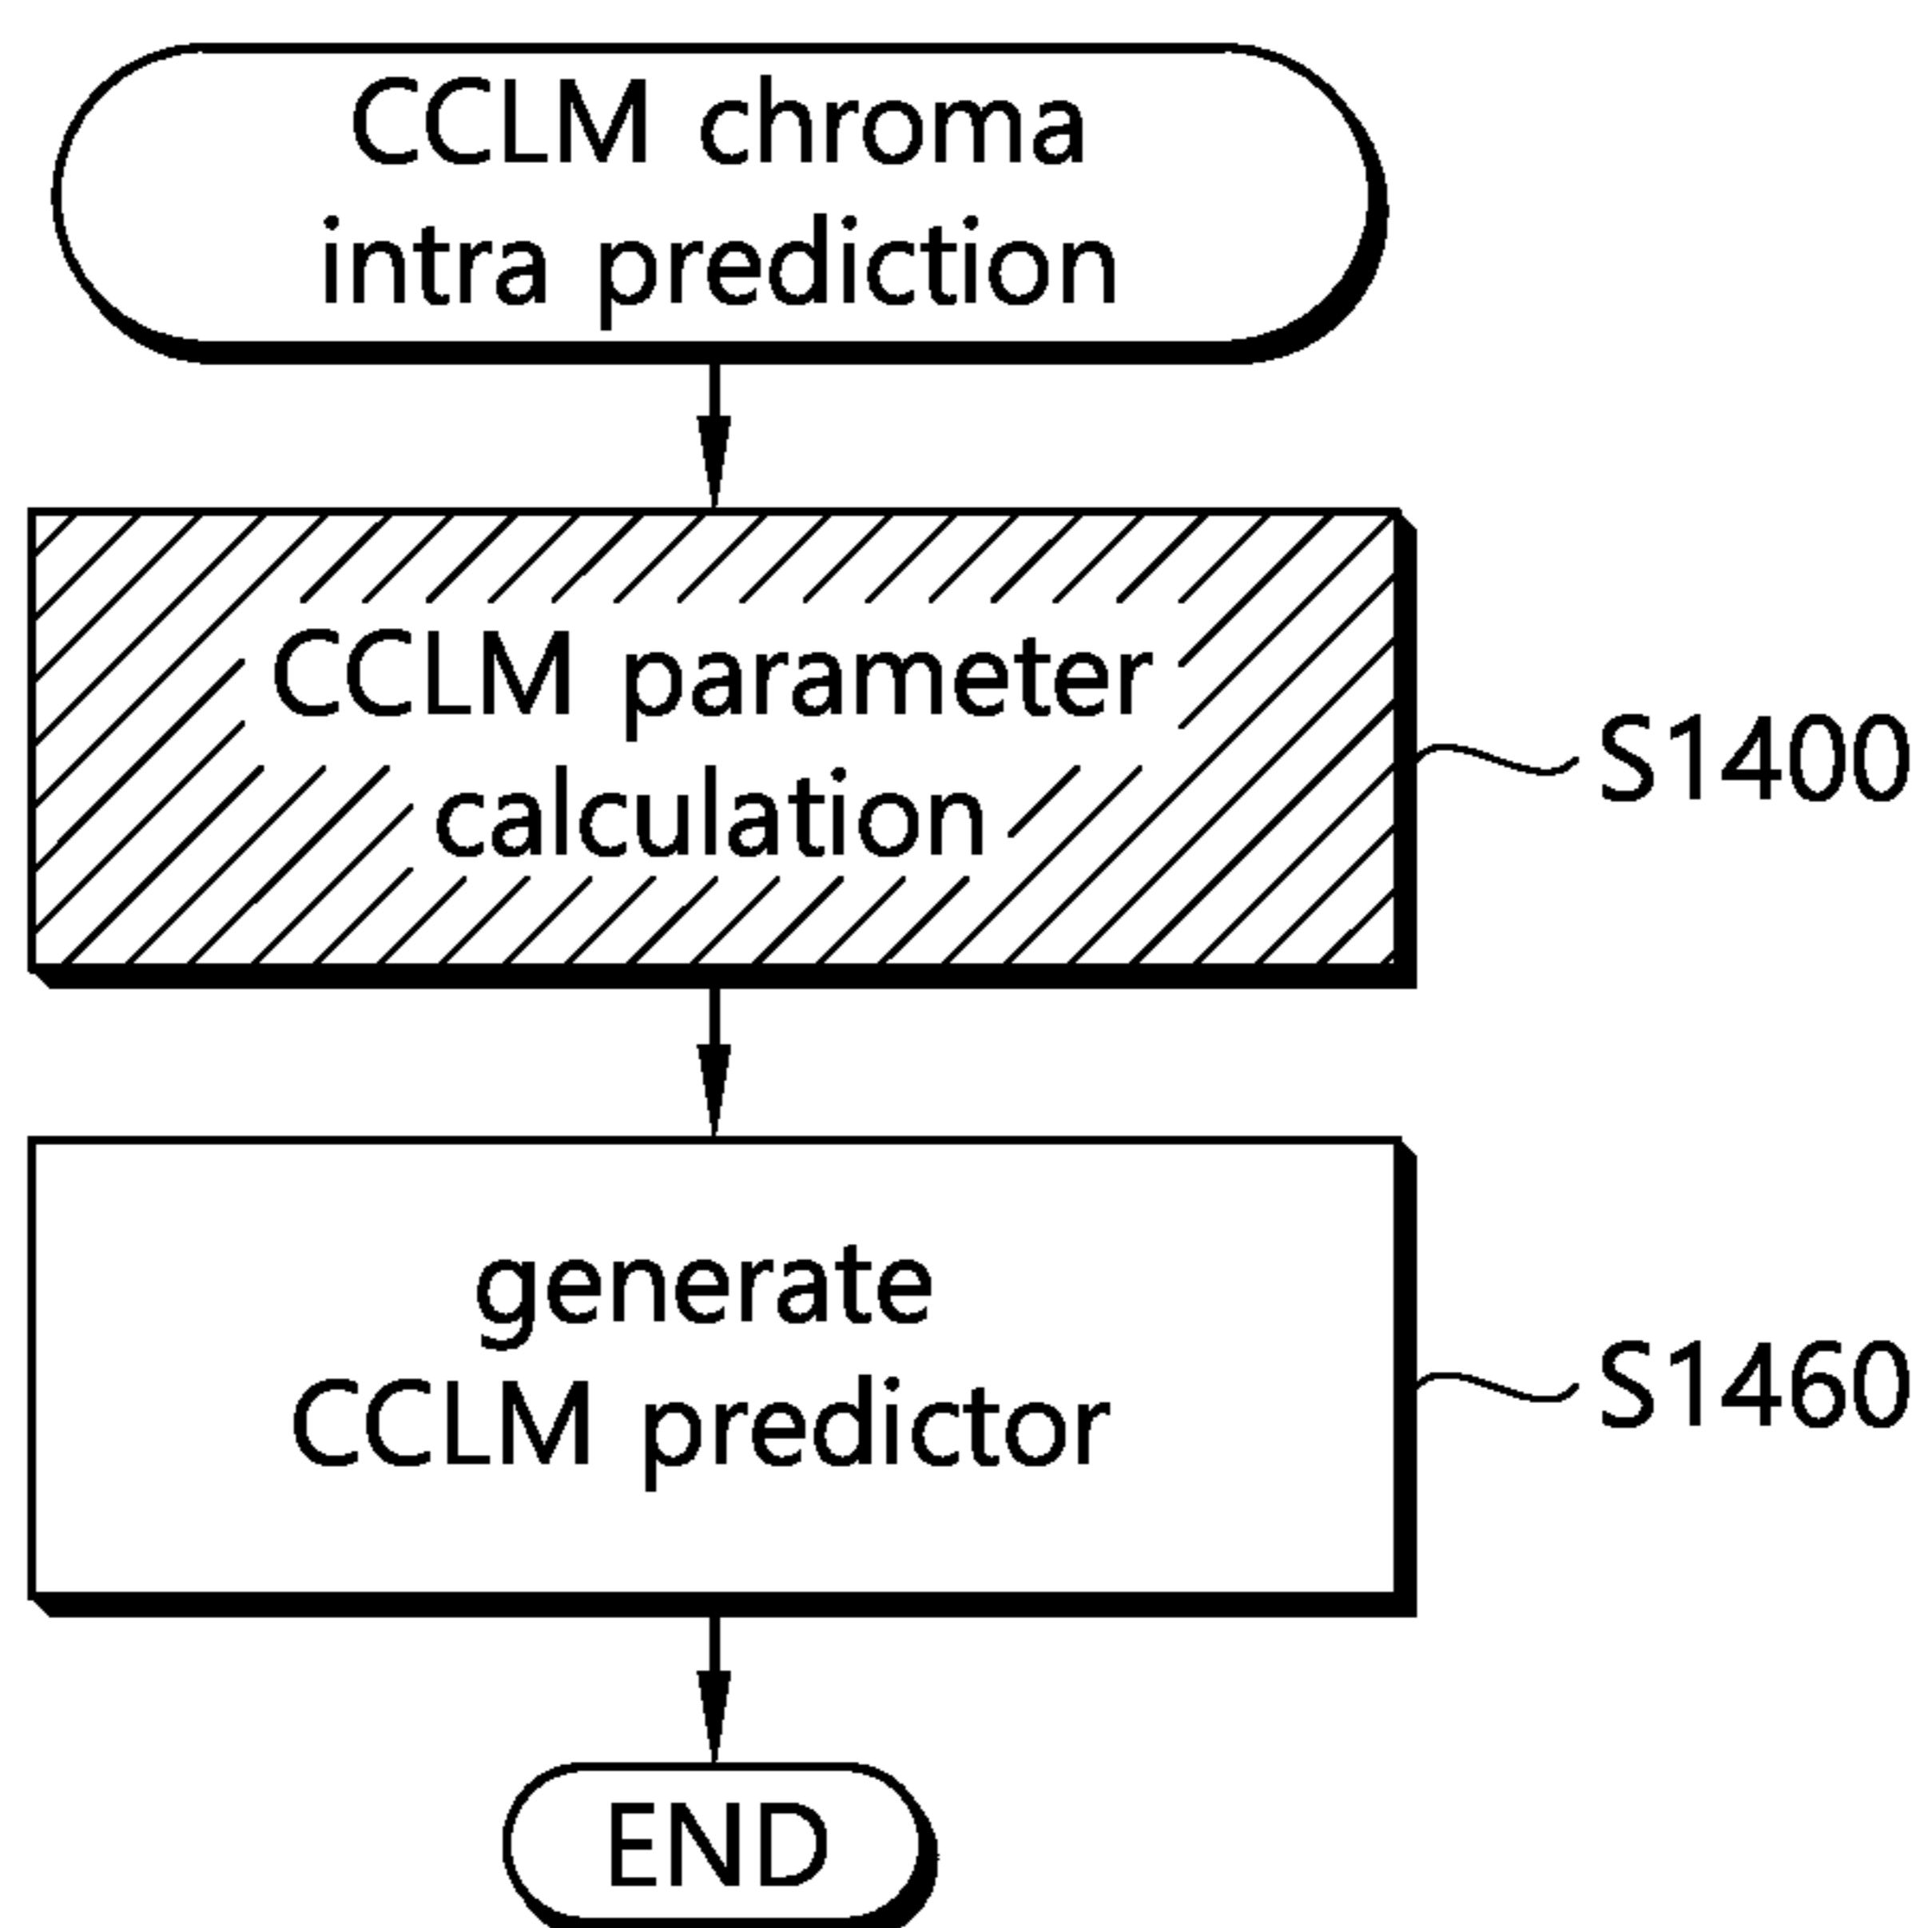 CCLM chroma
intra prediction
CCLM parameter
calculation
S1400
generate
CCLM predictor
S1460
END